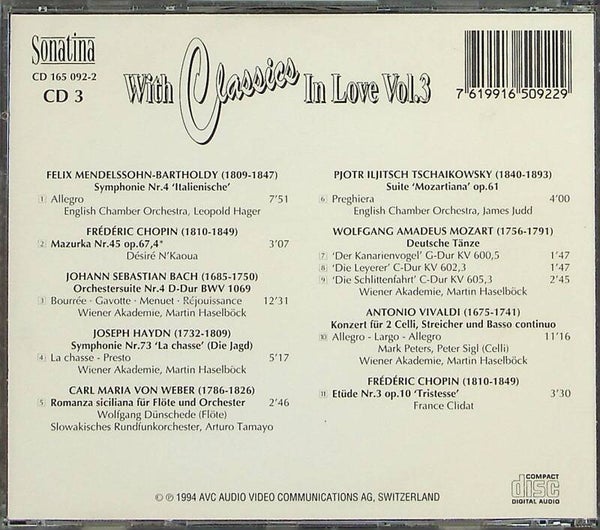 Sonatina
CD 165 092-2
CD 3
With Classics In Love Vol.3
7 619916 509229
FELIX MENDELSSOHN-BARTHOLDY (1809-1847)
Symphonie Nr.4 'Italienische'
1 Allegro 7'51
English Chamber Orchestra, Leopold Hager
FRÉDÉRIC CHOPIN (1810-1849)
2 Mazurka Nr.45 op.67,4* 3'07
Désiré N'Kaoua
JOHANN SEBASTIAN BACH (1685-1750)
Orchestersuite Nr.4 D-Dur BWV 1069
3 Bourrée - Gavotte - Menuet - Réjouissance 12'31
Wiener Akademie, Martin Haselböck
JOSEPH HAYDN (1732-1809)
Symphonie Nr.73 'La chasse' (Die Jagd)
4 La chasse - Presto 5'17
Wiener Akademie, Martin Haselböck
CARL MARIA VON WEBER (1786-1826)
5 Romanza siciliana für Flöte und Orchester 2'46
Wolfgang Dünschede (Flöte)
Slowakisches Rundfunkorchester, Arturo Tamayo
PJOTR ILJITSCH TSCHAIKOWSKY (1840-1893)
Suite 'Mozartiana' op.61
6 Preghiera 4'00
English Chamber Orchestra, James Judd
WOLFGANG AMADEUS MOZART (1756-1791)
Deutsche Tänze
7 'Der Kanarienvogel' G-Dur KV 600,5 1'47
8 'Die Leyerer' C-Dur KV 602,3 1'47
9 'Die Schlittenfahrt' C-Dur KV 605,3 2'45
Wiener Akademie, Martin Haselböck
ANTONIO VIVALDI (1675-1741)
Konzert für 2 Celli, Streicher und Basso continuo
10 Allegro - Largo - Allegro 11'16
Mark Peters, Peter Sigl (Celli)
Wiener Akademie, Martin Haselböck
FRÉDÉRIC CHOPIN (1810-1849)
11 Etüde Nr.3 op.10 'Tristesse' 3'30
France Clidat
COMPACT
disc
DIGITAL AUDIO
© ℗ 1994 AVC AUDIO VIDEO COMMUNICATIONS AG, SWITZERLAND